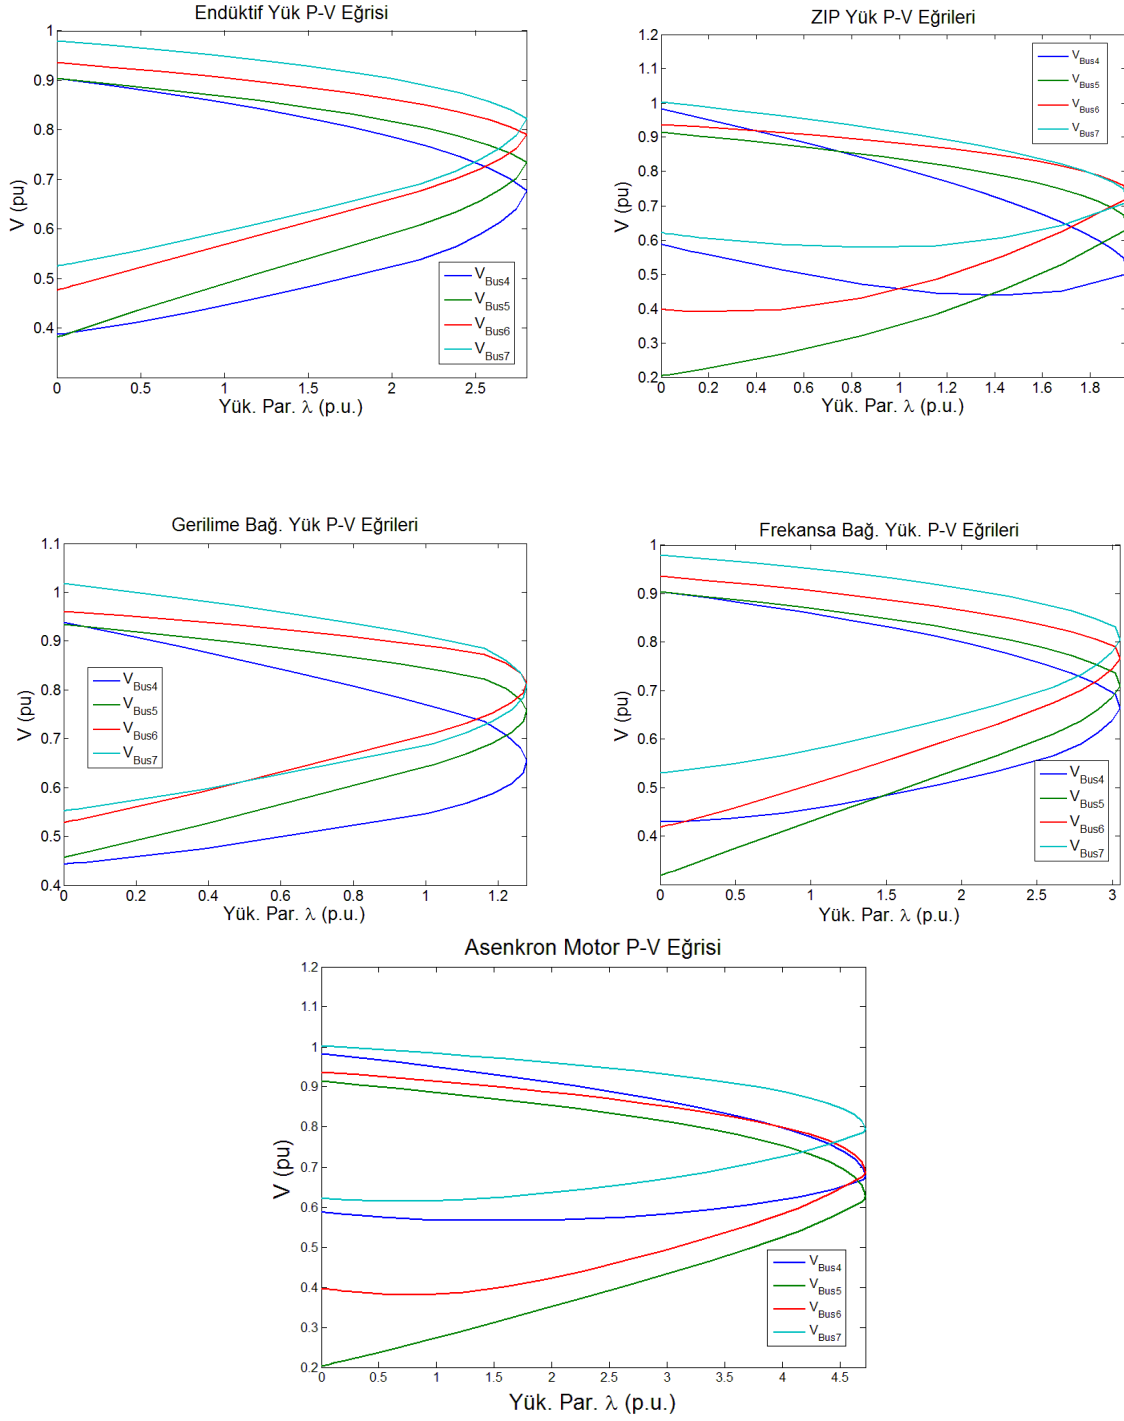 Endüktif Yük P-V Eğrisi
1
0.9
0.8
0.7
0.6
0.5
0.4
V (pu)
0
0.5
1
1.5
2
2.5
Yük. Par. λ (p.u.)
V_Bus4
V_Bus5
V_Bus6
V_Bus7
ZIP Yük P-V Eğrileri
1.2
1.1
1
0.9
0.8
0.7
0.6
0.5
0.4
0.3
0.2
V (pu)
0
0.2
0.4
0.6
0.8
1
1.2
1.4
1.6
1.8
Yük. Par. λ (p.u.)
V_Bus4
V_Bus5
V_Bus6
V_Bus7
Gerilime Bağ. Yük P-V Eğrileri
1.1
1
0.9
0.8
0.7
0.6
0.5
0.4
V (pu)
0
0.2
0.4
0.6
0.8
1
1.2
Yük. Par. λ (p.u.)
V_Bus4
V_Bus5
V_Bus6
V_Bus7
Frekansa Bağ. Yük. P-V Eğrileri
1
0.9
0.8
0.7
0.6
0.5
0.4
V (pu)
0
0.5
1
1.5
2
2.5
3
Yük. Par. λ (p.u.)
V_Bus4
V_Bus5
V_Bus6
V_Bus7
Asenkron Motor P-V Eğrisi
1.2
1.1
1
0.9
0.8
0.7
0.6
0.5
0.4
0.3
0.2
V (pu)
0
0.5
1
1.5
2
2.5
3
3.5
4
4.5
Yük. Par. λ (p.u.)
V_Bus4
V_Bus5
V_Bus6
V_Bus7